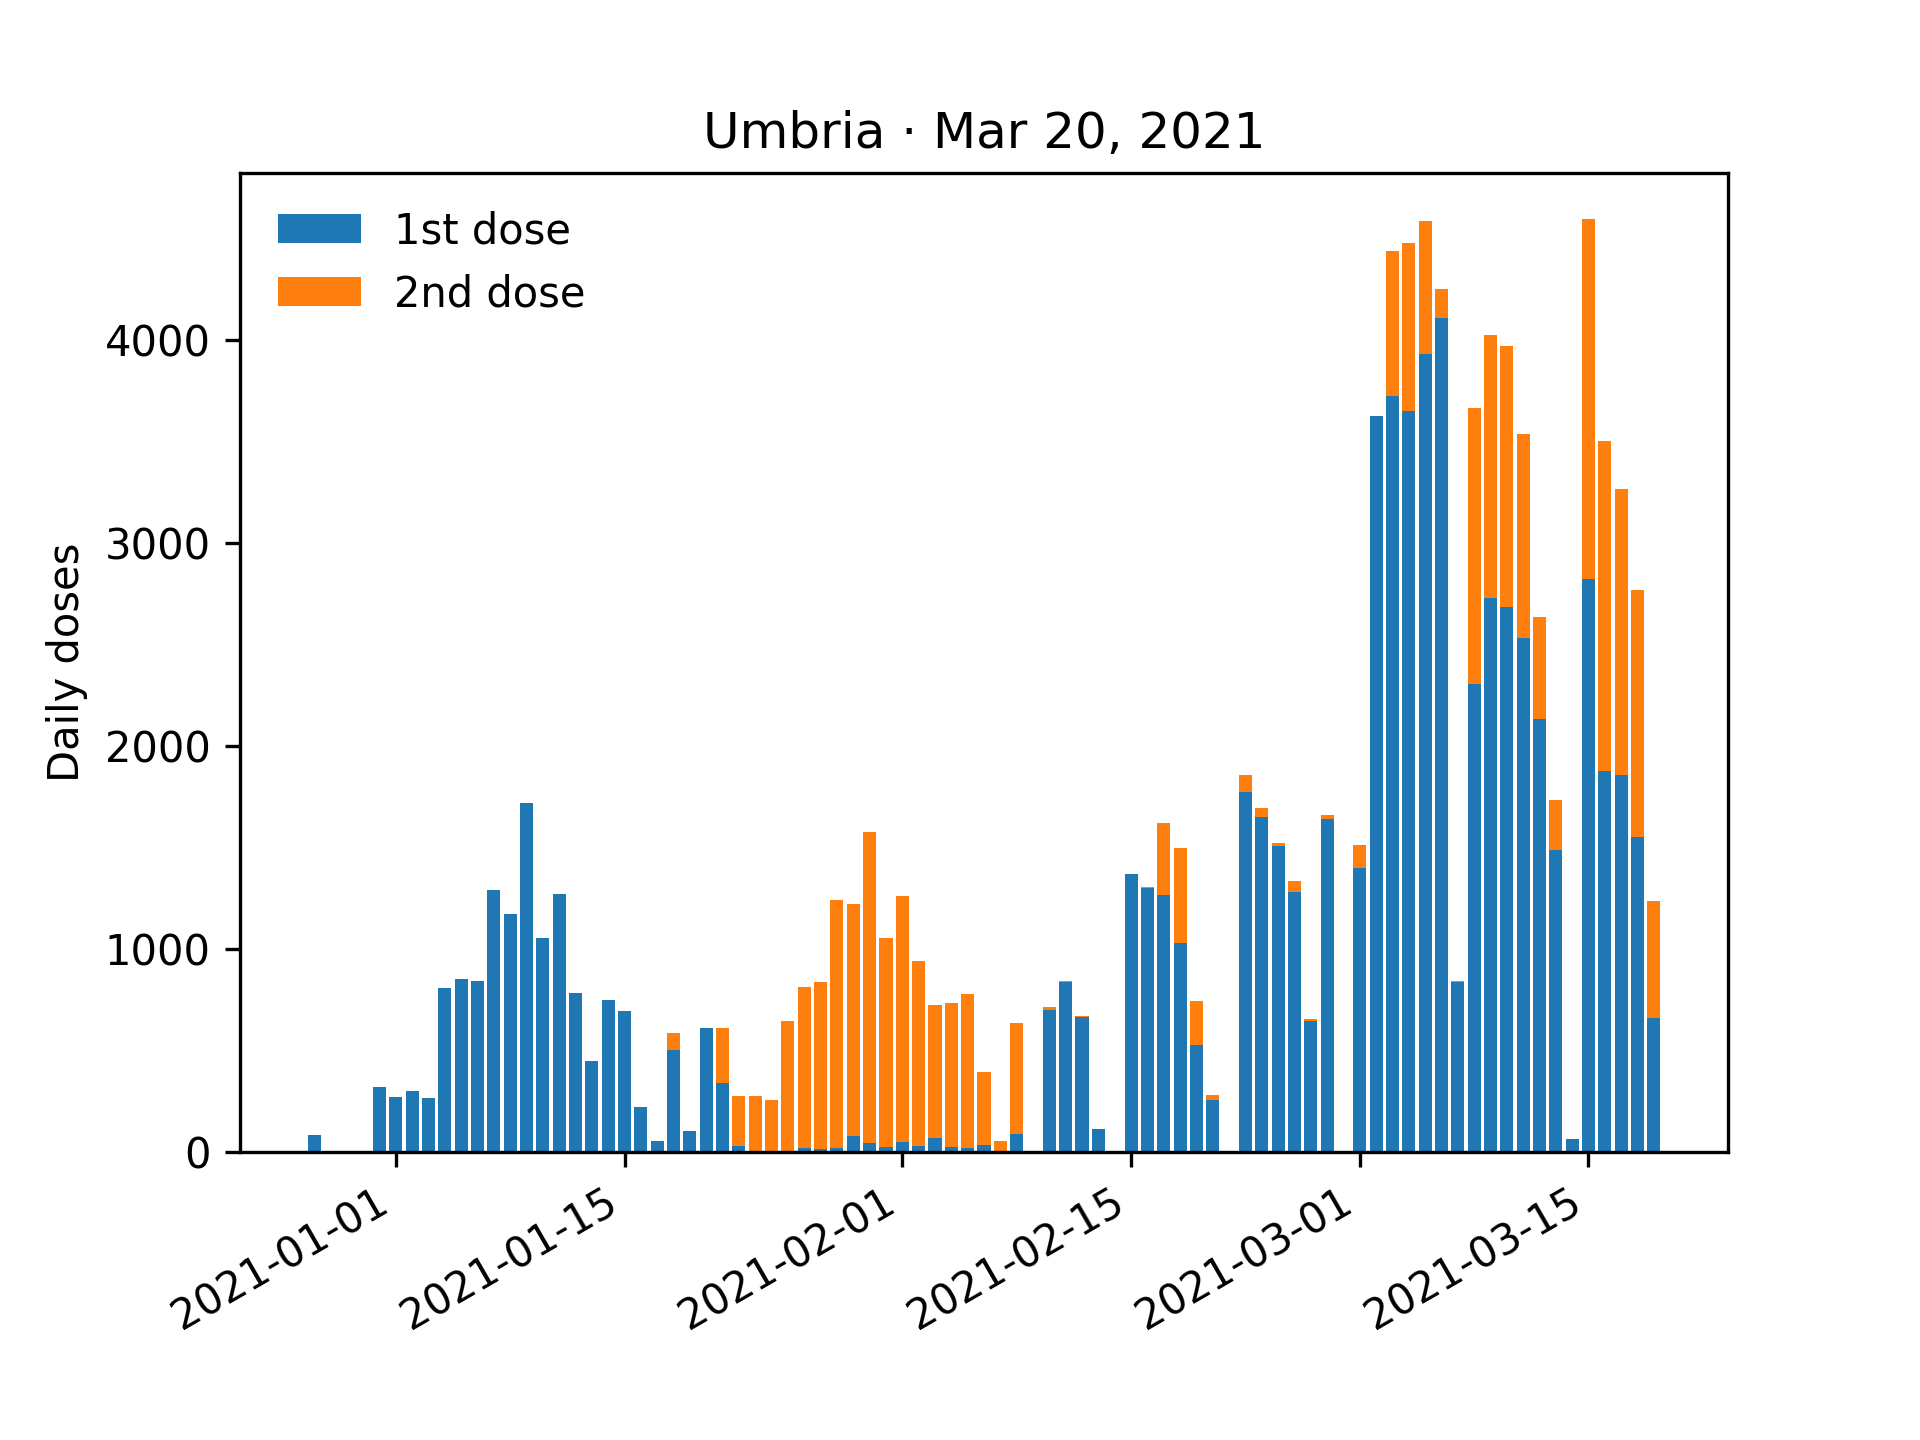 Umbria · Mar 20, 2021
1st dose
2nd dose
4000
3000
2000
1000
0
Daily doses
2021-01-01
2021-01-15
2021-02-01
2021-02-15
2021-03-01
2021-03-15